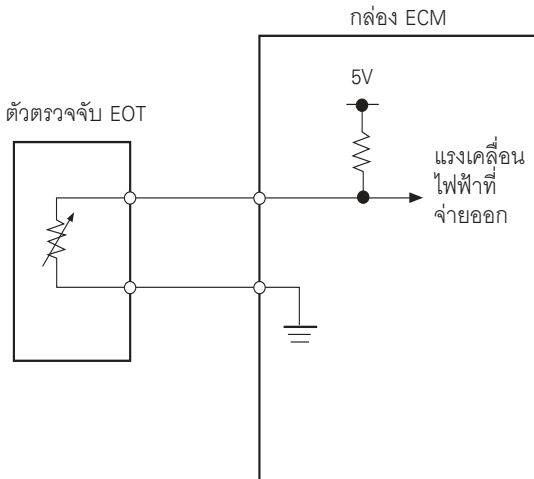 กล่อง ECM
5V
ตัวตรวจจับ EOT
แรงเคลื่อน
ไฟฟ้าที่
จ่ายออก